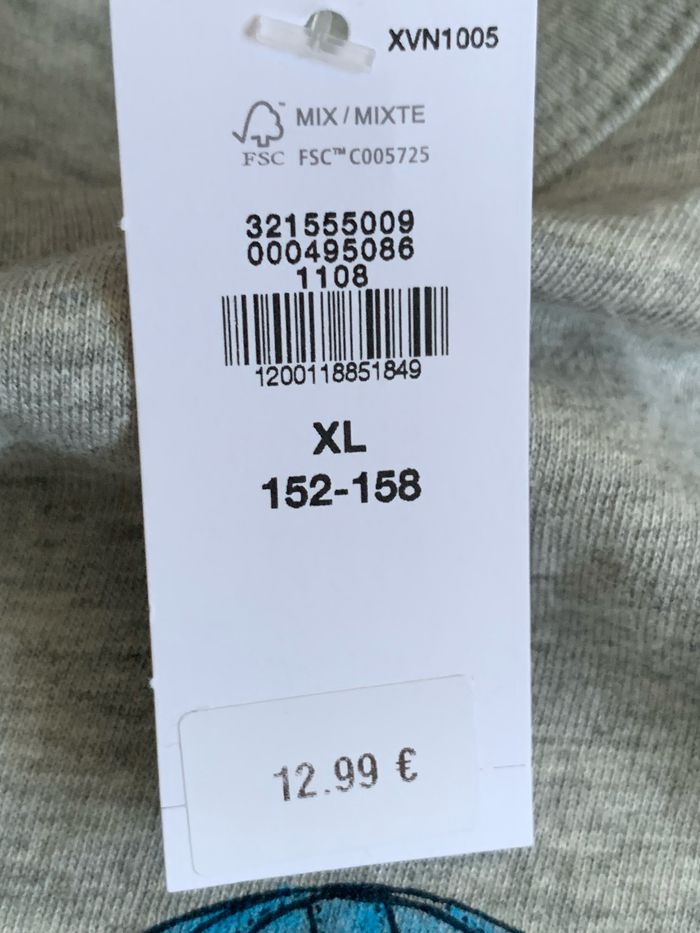 XVN1005
MIX / MIXTE
FSC FSC™ C005725
321555009
000495086
1108
1200118851849
XL
152-158
12.99 €